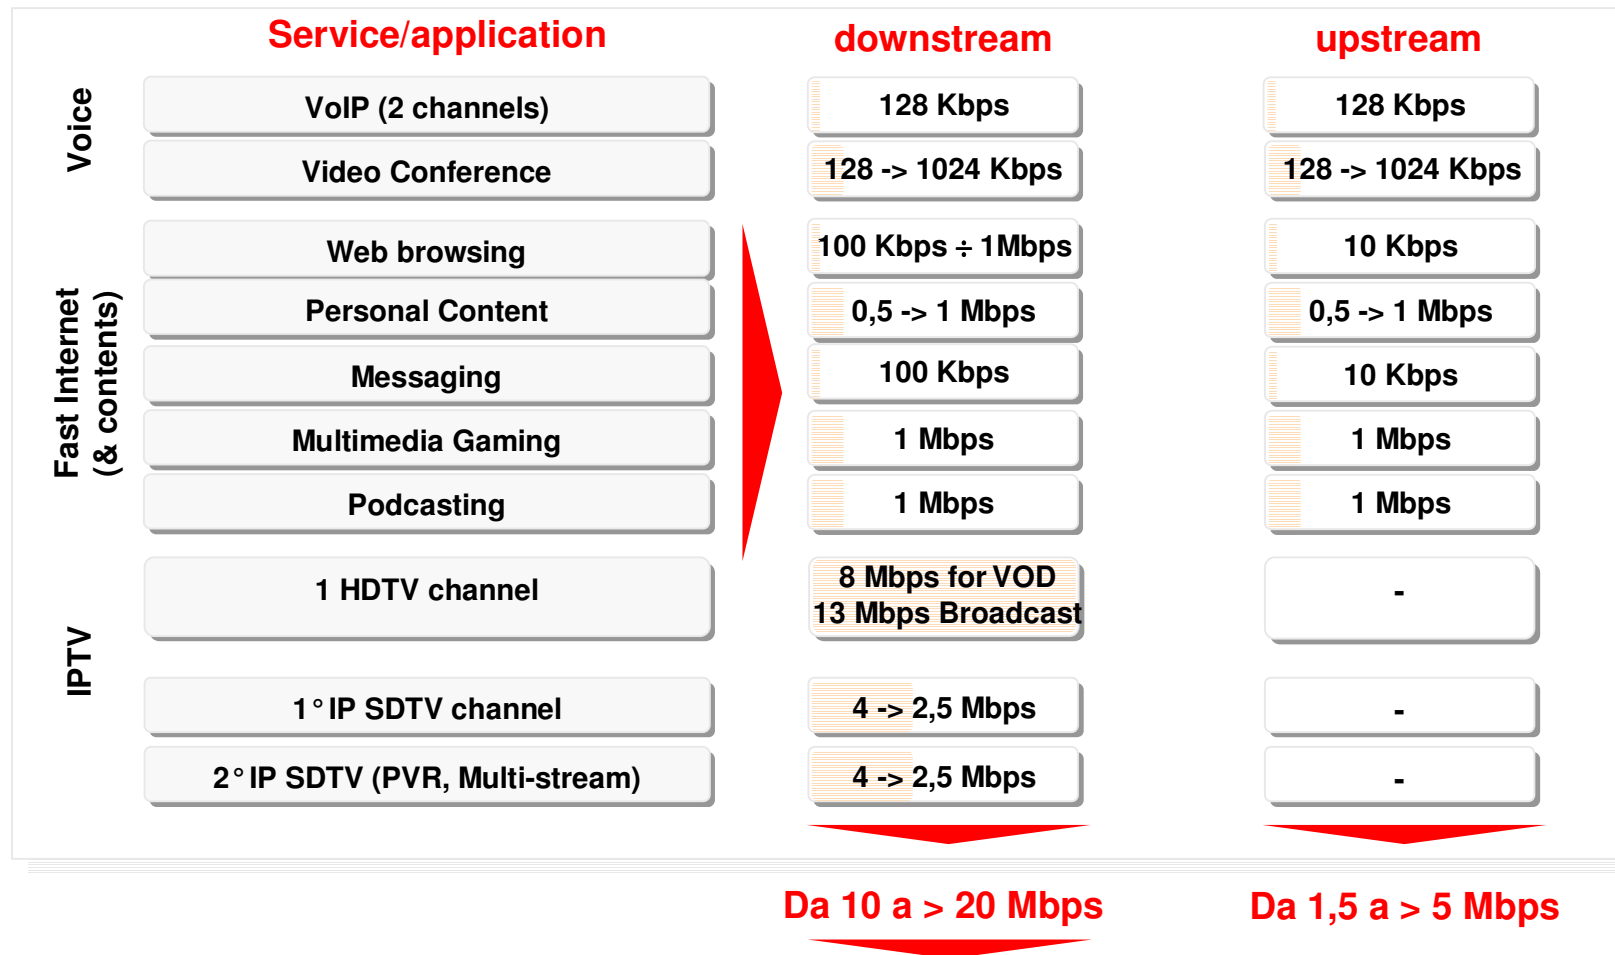 Service/application downstream upstream
Voice
VoIP (2 channels) 128 Kbps 128 Kbps
Video Conference 128 -> 1024 Kbps 128 -> 1024 Kbps
Fast Internet
(& contents)
Web browsing 100 Kbps ÷ 1Mbps 10 Kbps
Personal Content 0,5 -> 1 Mbps 0,5 -> 1 Mbps
Messaging 100 Kbps 10 Kbps
Multimedia Gaming 1 Mbps 1 Mbps
Podcasting 1 Mbps 1 Mbps
IPTV
1 HDTV channel 8 Mbps for VOD -
13 Mbps Broadcast
1° IP SDTV channel 4 -> 2,5 Mbps -
2° IP SDTV (PVR, Multi-stream) 4 -> 2,5 Mbps -
Da 10 a > 20 Mbps Da 1,5 a > 5 Mbps